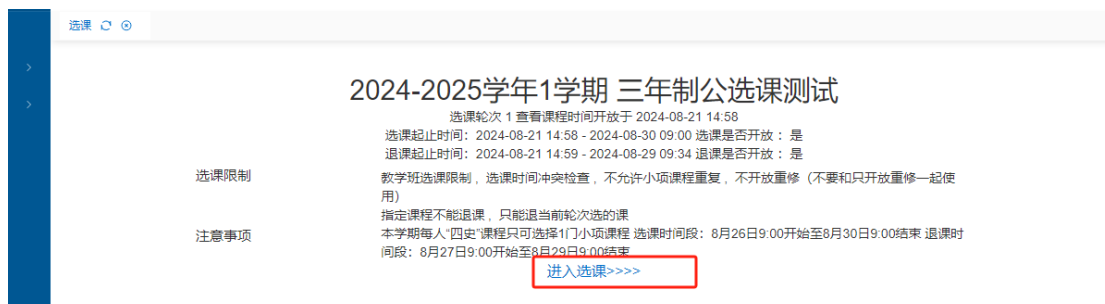 选课
2024-2025学年1学期 三年制公选课测试
选课轮次 1 查看课程时间开放于 2024-08-21 14:58
选课起止时间：2024-08-21 14:58 - 2024-08-30 09:00 选课是否开放 ：是
退课起止时间：2024-08-21 14:59 - 2024-08-29 09:34 退课是否开放 ：是
选课限制
教学班选课限制 , 选课时间冲突检查 , 不允许小项课程重复 , 不开放重修（不要和只开放重修一起使
用）
指定课程不能退课 , 只能退当前轮次选的课
注意事项
本学期每人“四史”课程只可选择1门小项课程 选课时间段：8月26日9:00开始至8月30日9:00结束 退课时
间段：8月27日9:00开始至8月29日9:00结束
进入选课>>>>